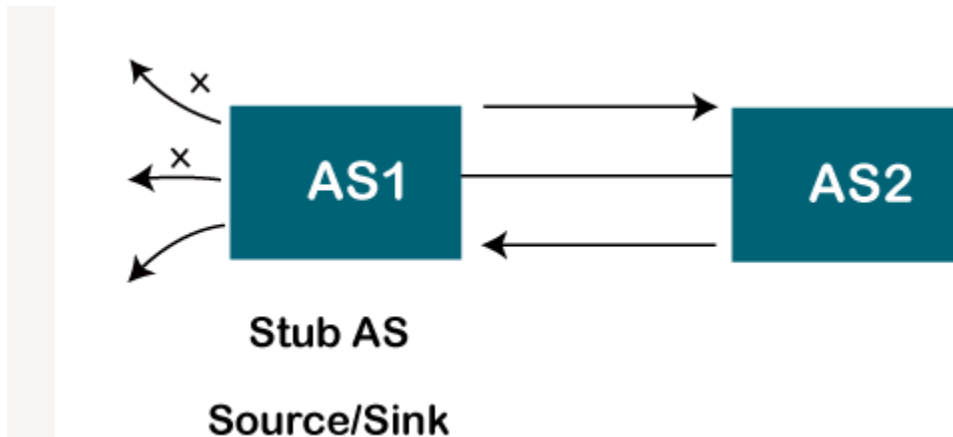 x
x
AS1
AS2
Stub AS
Source/Sink